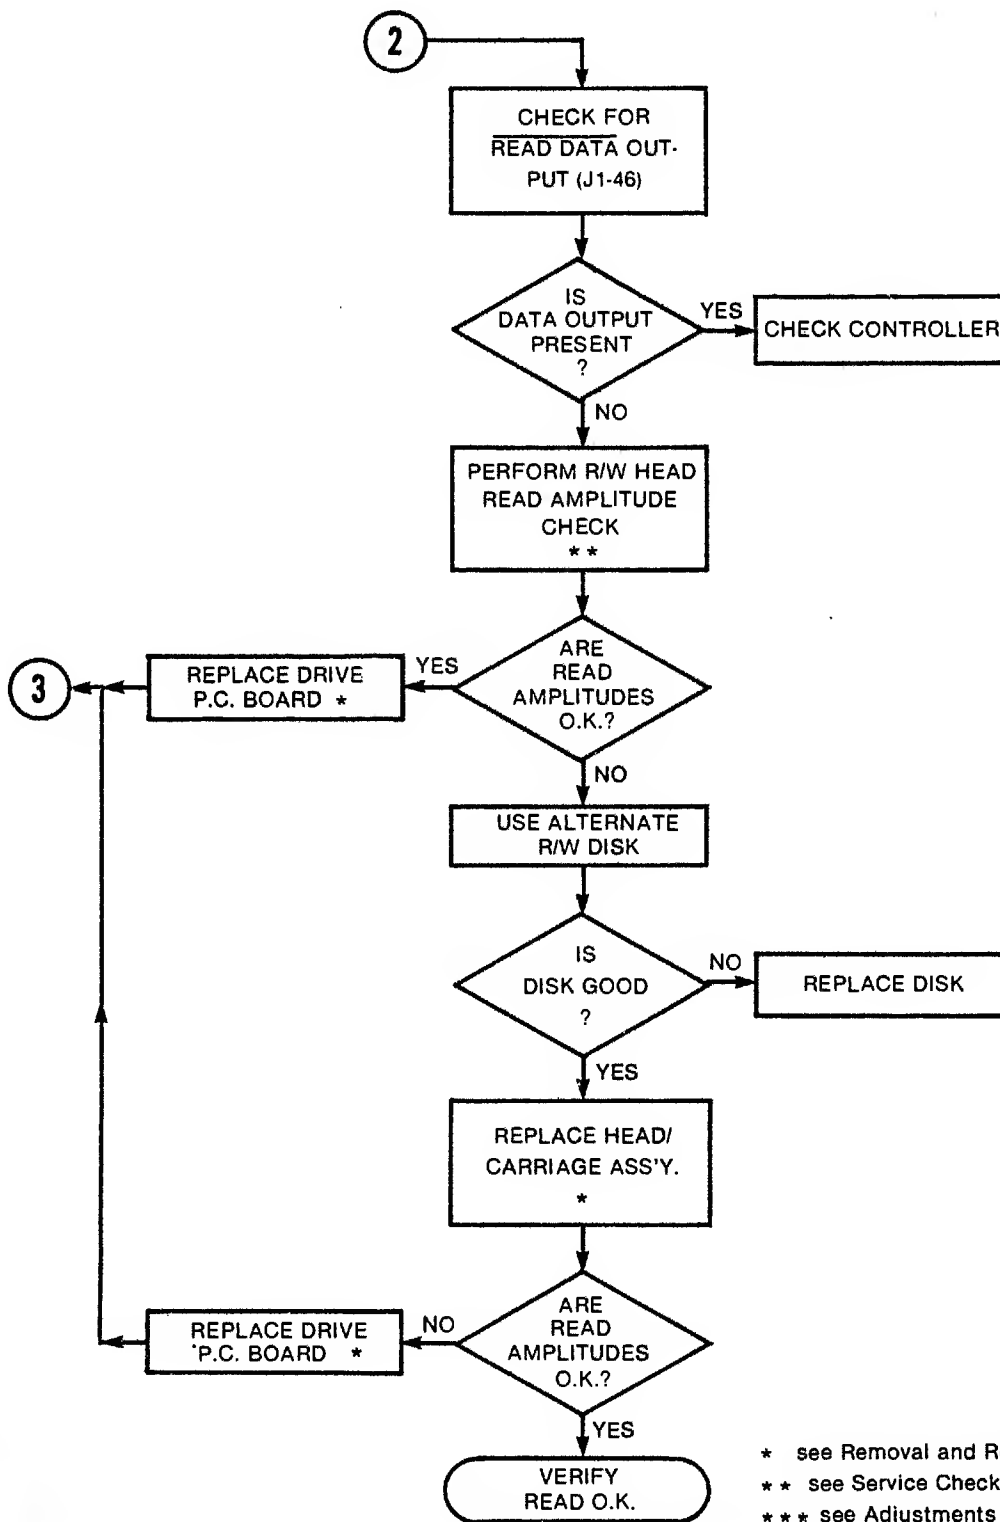 2
CHECK FOR
READ DATA OUT-
PUT (J1-46)
IS
DATA OUTPUT
PRESENT
?
YES
CHECK CONTROLLER
NO
PERFORM R/W HEAD
READ AMPLITUDE
CHECK
* *
ARE
READ
AMPLITUDES
O.K.?
YES
REPLACE DRIVE
P.C. BOARD *
3
NO
USE ALTERNATE
R/W DISK
IS
DISK GOOD
?
NO
REPLACE DISK
YES
REPLACE HEAD/
CARRIAGE ASS'Y.
*
ARE
READ
AMPLITUDES
O.K.?
NO
REPLACE DRIVE
P.C. BOARD *
YES
VERIFY
READ O.K.
* see Removal and R
* * see Service Check
* * * see Adjustments